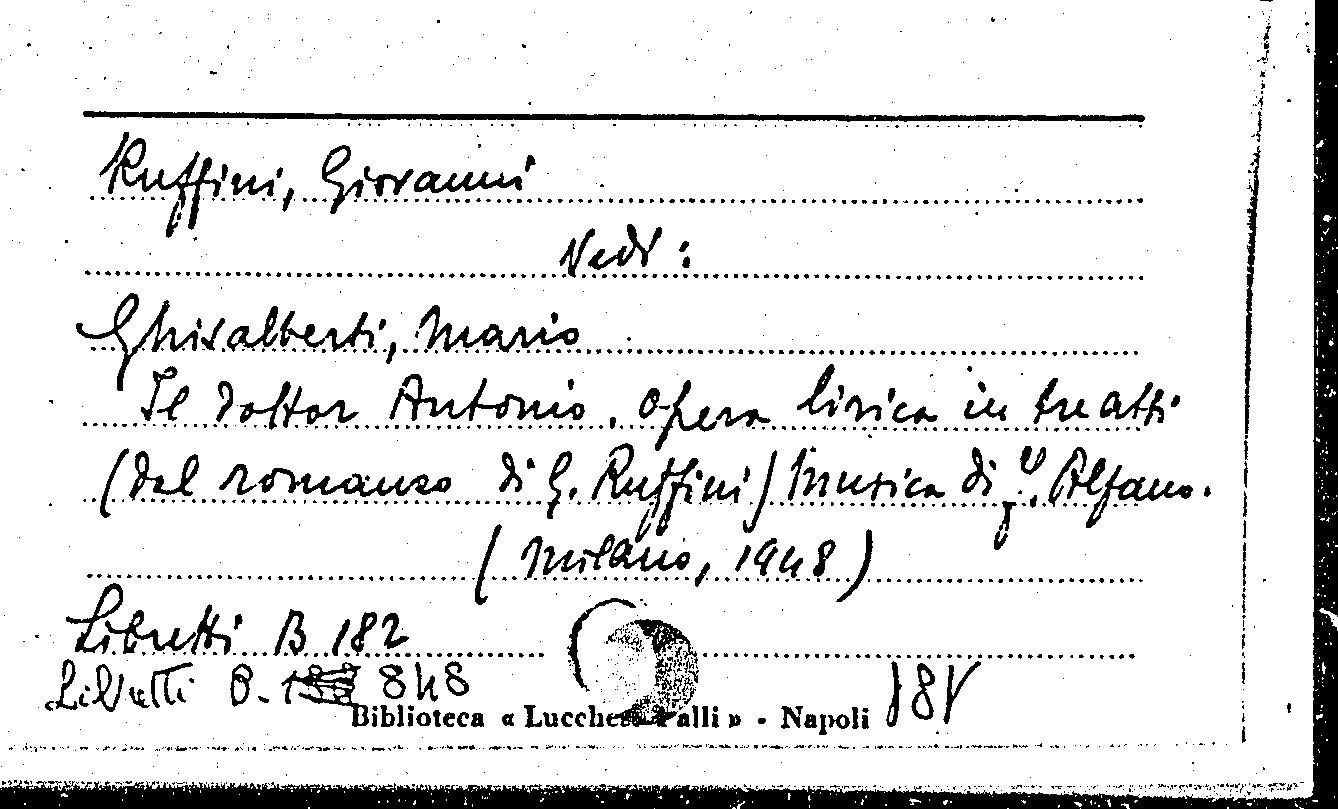 Ruffini, Giovanni
Vedi :
Ghisalberti, Mario
Il dottor Antonio. Opera lirica in tre atti
(dal romanzo di G. Ruffini) Musica di F. Alfano.
(Milano, 1948)
Libretti B 182
Libretti B. 848
Biblioteca « Lucchesi Palli » - Napoli